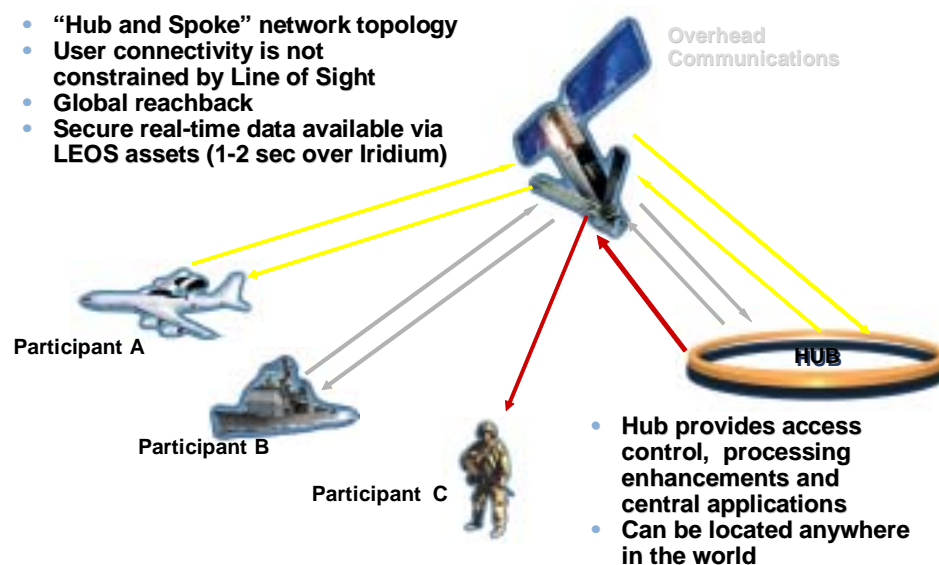 • “Hub and Spoke” network topology
• User connectivity is not
constrained by Line of Sight
• Global reachback
• Secure real-time data available via
LEOS assets (1-2 sec over Iridium)
Overhead
Communications
Participant A
Participant B
Participant C
HUB
• Hub provides access
control, processing
enhancements and
central applications
• Can be located anywhere
in the world